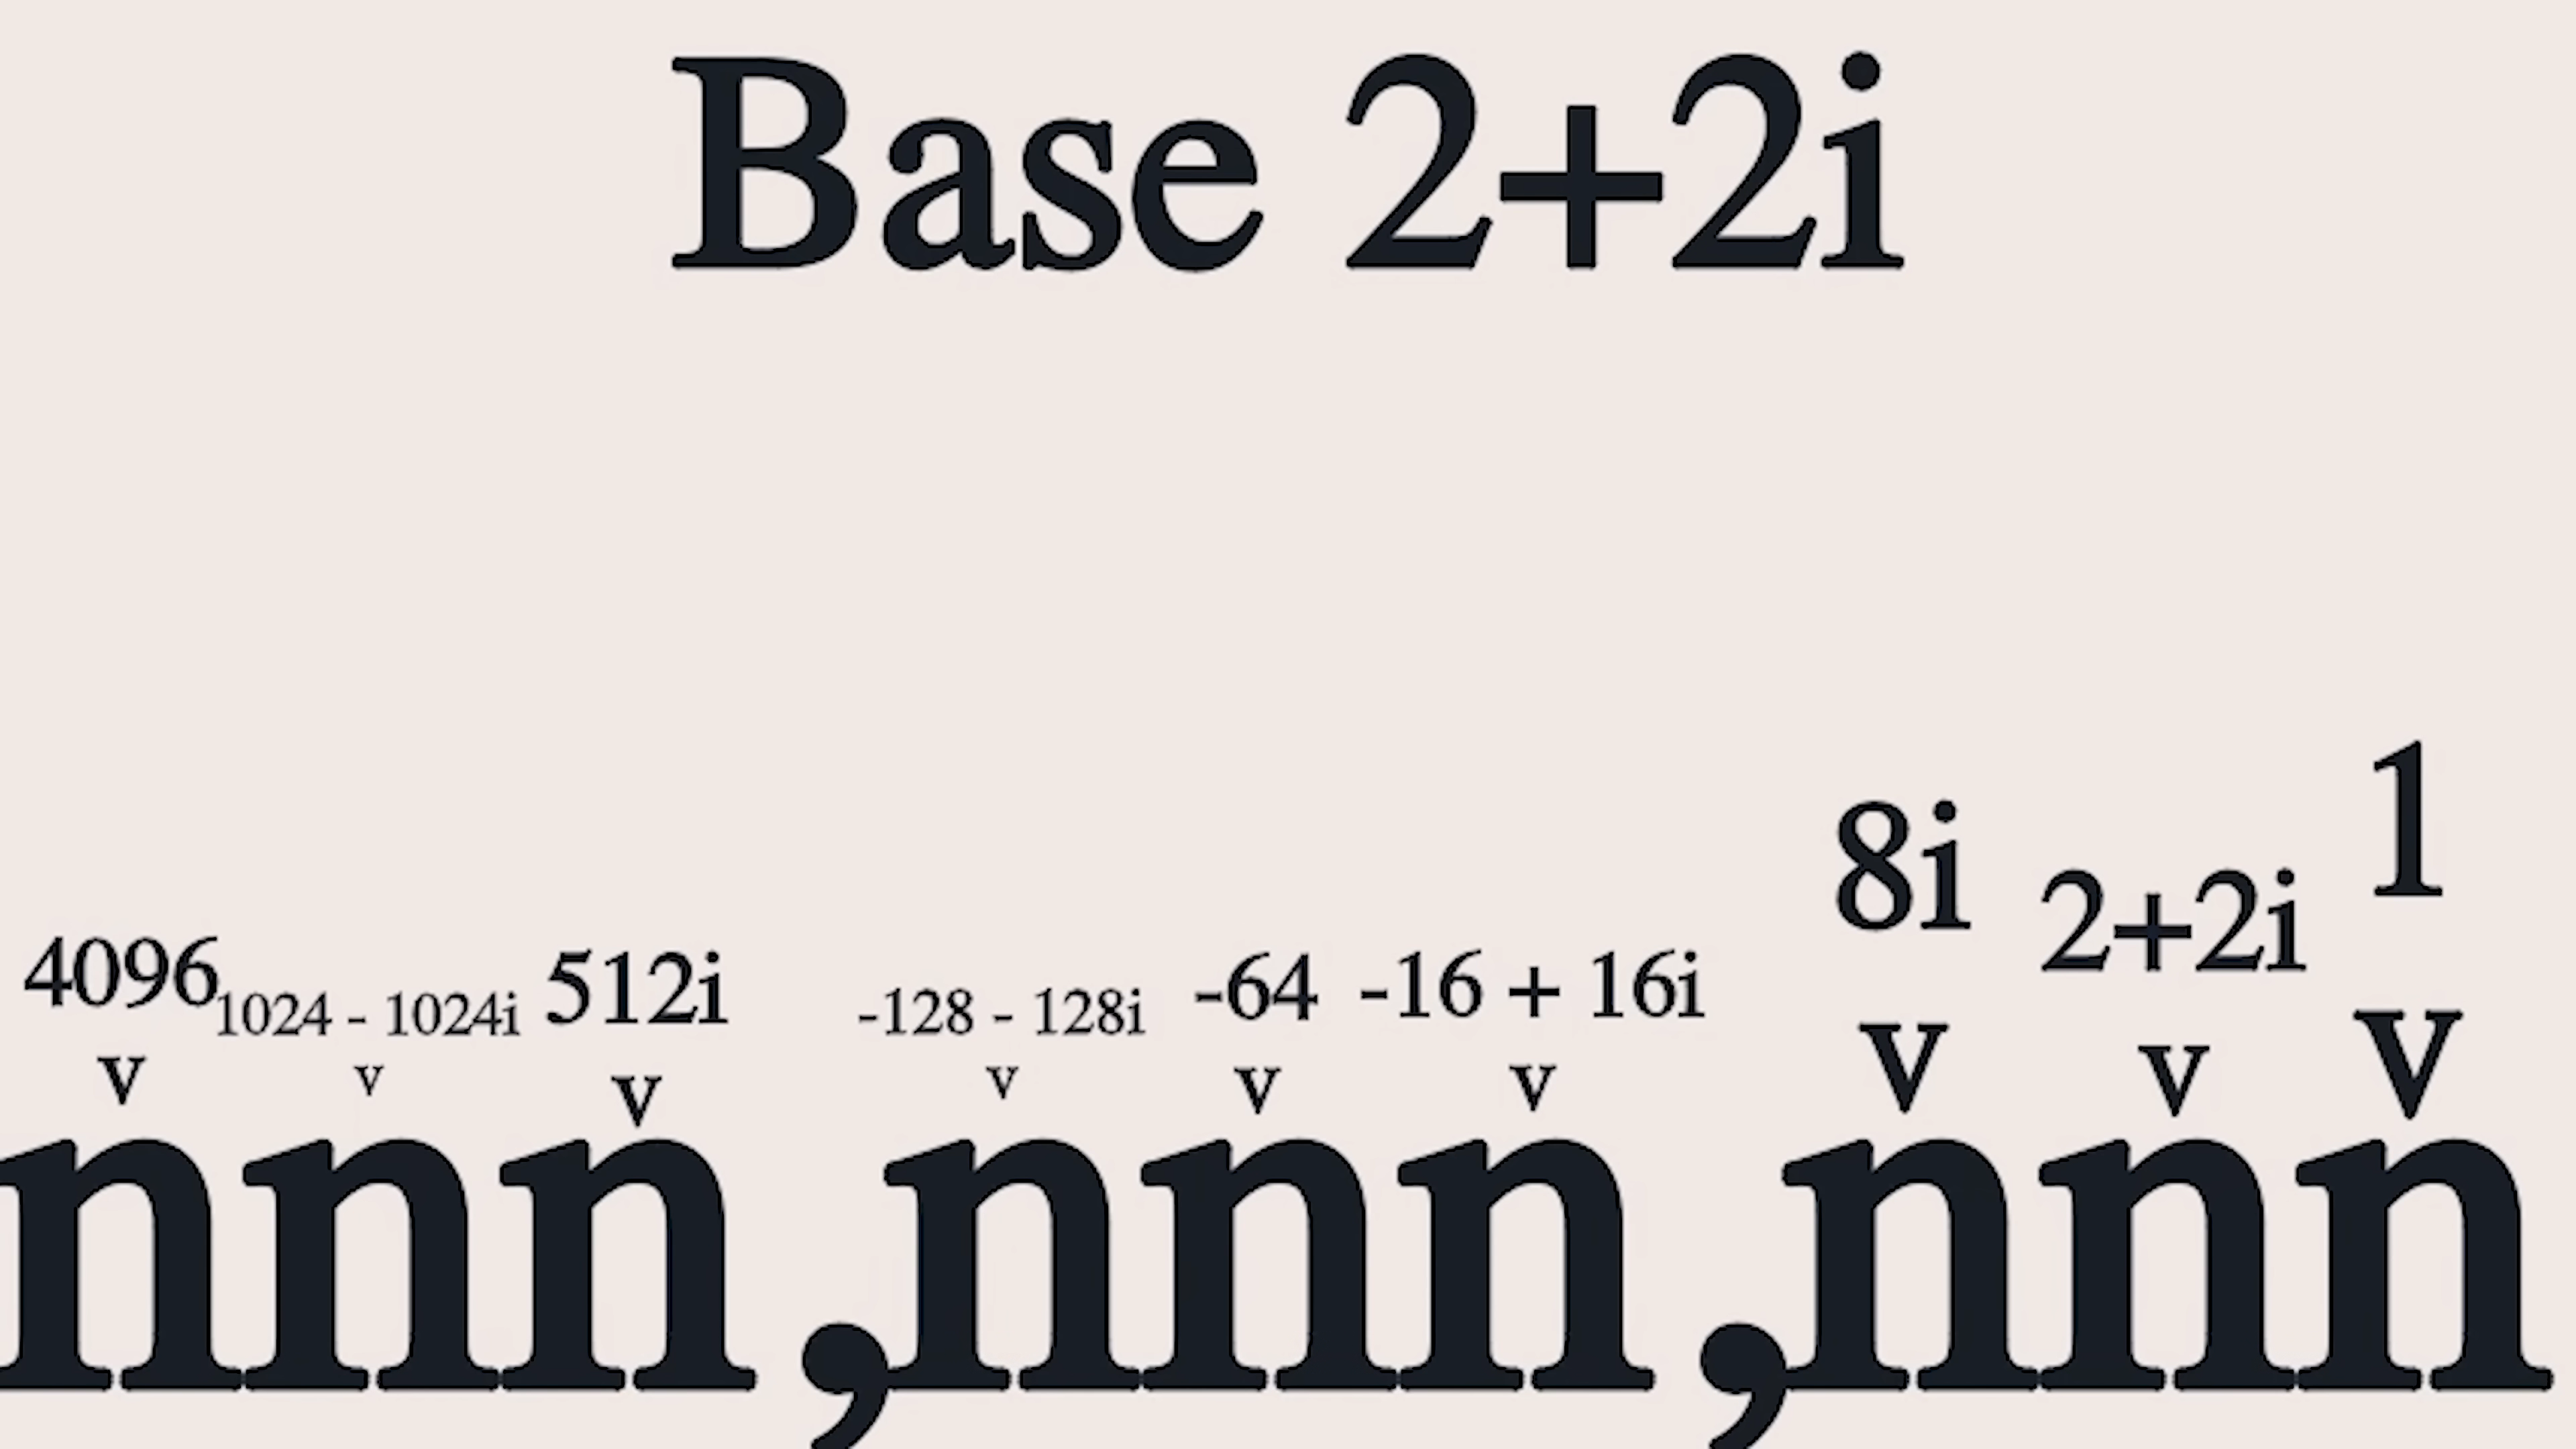 Base 2+2i
4096 1024 - 1024i 512i -128 - 128i -64 -16 + 16i 8i 2+2i 1
v v v v v v v v v
nnn,nnn,nnn